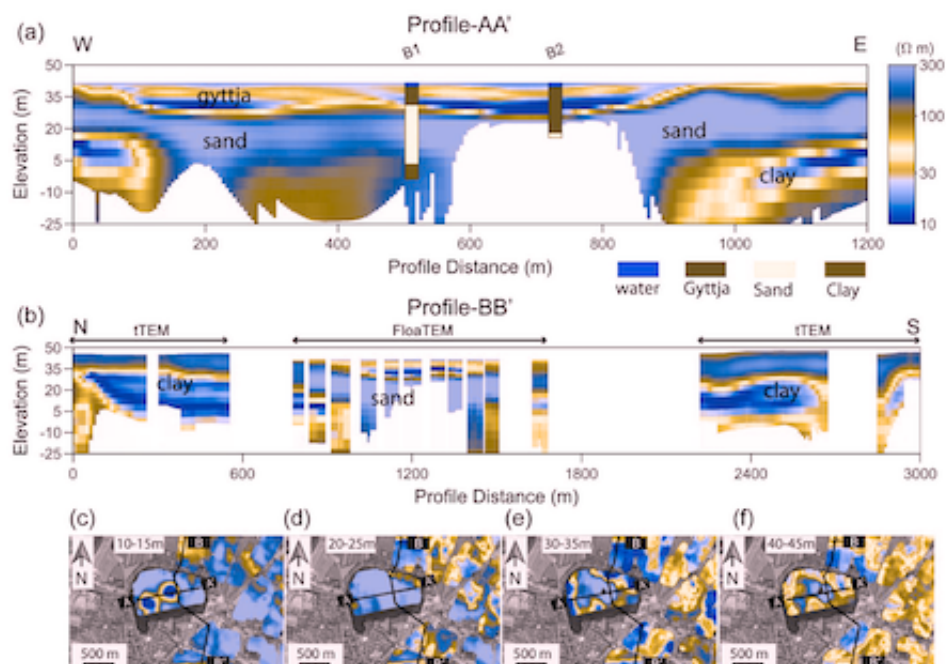 Profile-AA'
(a)
W
B1
B2
E
(Ω m)
50
35
20
5
-10
-25
Elevation (m)
gyttja
sand
sand
clay
300
100
30
10
0
200
400
600
800
1000
1200
Profile Distance (m)
water
Gyttja
Sand
Clay
Profile-BB'
(b)
N
tTEM
FloaTEM
tTEM
S
50
35
20
5
-10
-25
Elevation (m)
clay
sand
clay
0
600
1200
1800
2400
3000
Profile Distance (m)
(c)
(d)
(e)
(f)
10-15m
20-25m
30-35m
40-45m
B
B
B
N
N
N
N
500 m
500 m
500 m
500 m